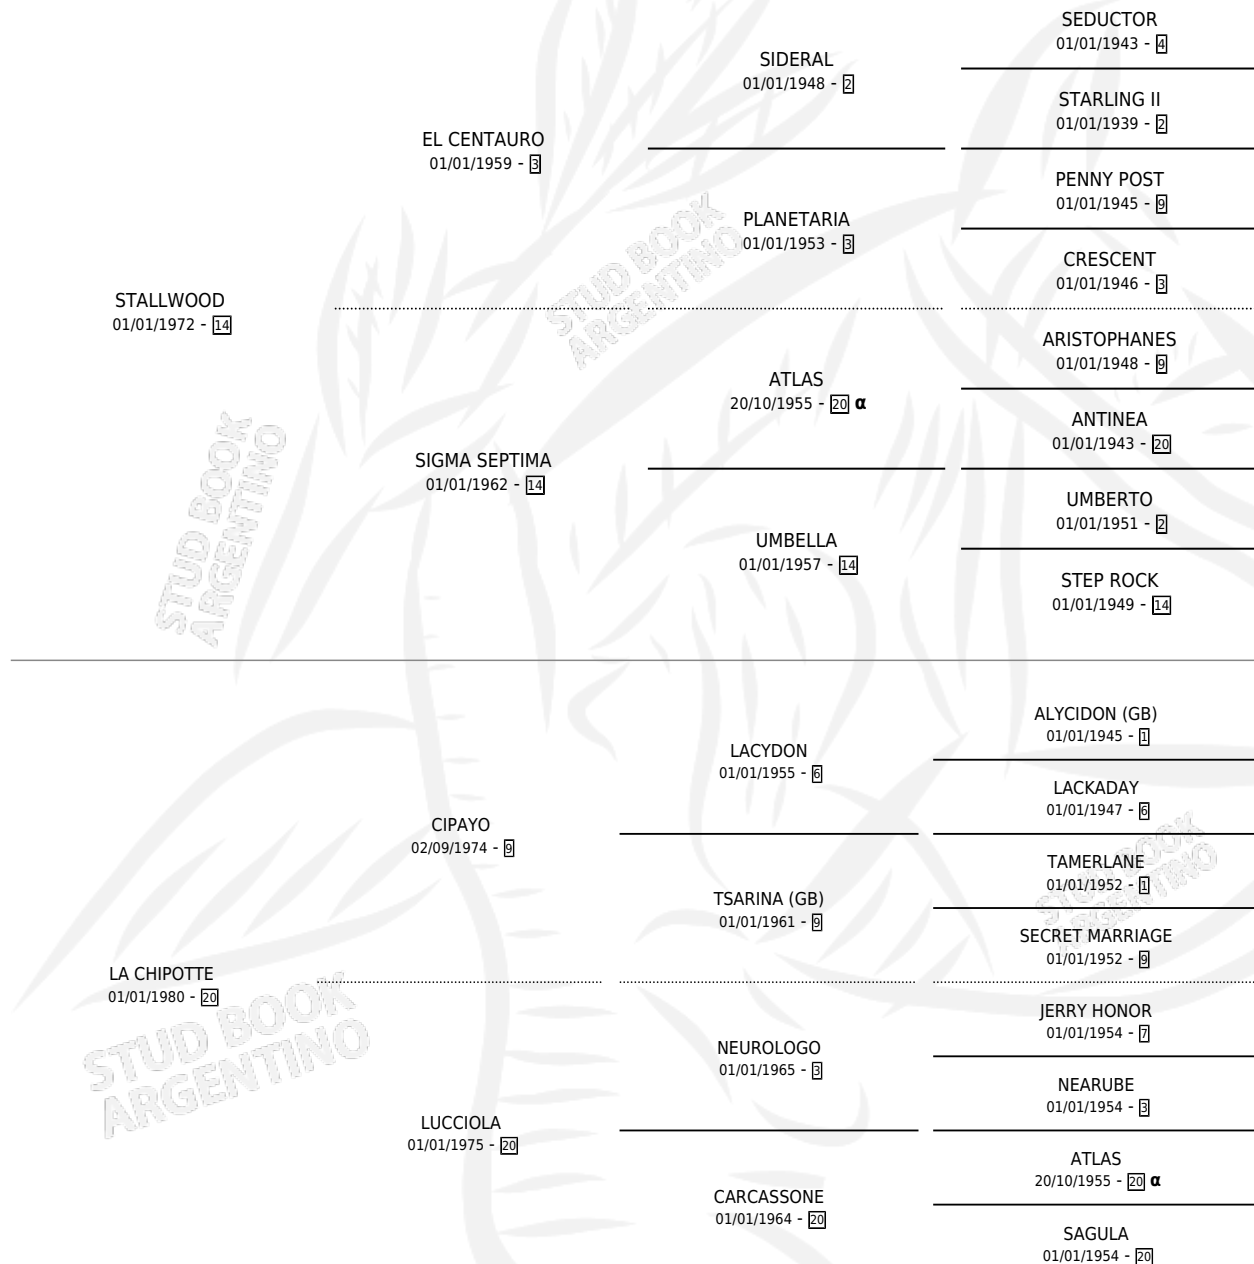 SEDUCTOR
01/01/1943 - 4
SIDERAL
01/01/1948 - 2
STARLING II
01/01/1939 - 2
EL CENTAURO
01/01/1959 - 3
PENNY POST
01/01/1945 - 9
PLANETARIA
01/01/1953 - 3
CRESCENT
01/01/1946 - 3
STALLWOOD
01/01/1972 - 14
ARISTOPHANES
01/01/1948 - 9
ATLAS
20/10/1955 - 20 α
ANTINEA
01/01/1943 - 20
SIGMA SEPTIMA
01/01/1962 - 14
UMBERTO
01/01/1951 - 2
UMBELLA
01/01/1957 - 14
STEP ROCK
01/01/1949 - 14
ALYCIDON (GB)
01/01/1945 - 1
LACYDON
01/01/1955 - 6
LACKADAY
01/01/1947 - 6
CIPAYO
02/09/1974 - 9
TAMERLANE
01/01/1952 - 1
TSARINA (GB)
01/01/1961 - 9
SECRET MARRIAGE
01/01/1952 - 9
LA CHIPOTTE
01/01/1980 - 20
JERRY HONOR
01/01/1954 - 7
NEUROLOGO
01/01/1965 - 3
NEARUBE
01/01/1954 - 3
LUCCIOLA
01/01/1975 - 20
ATLAS
20/10/1955 - 20 α
CARCASSONE
01/01/1964 - 20
SAGULA
01/01/1954 - 20
STUD BOOK
ARGENTINO
STUD BOOK
ARGENTINO
STUD BOOK
ARGENTINO
STUD BOOK
ARGENTINO